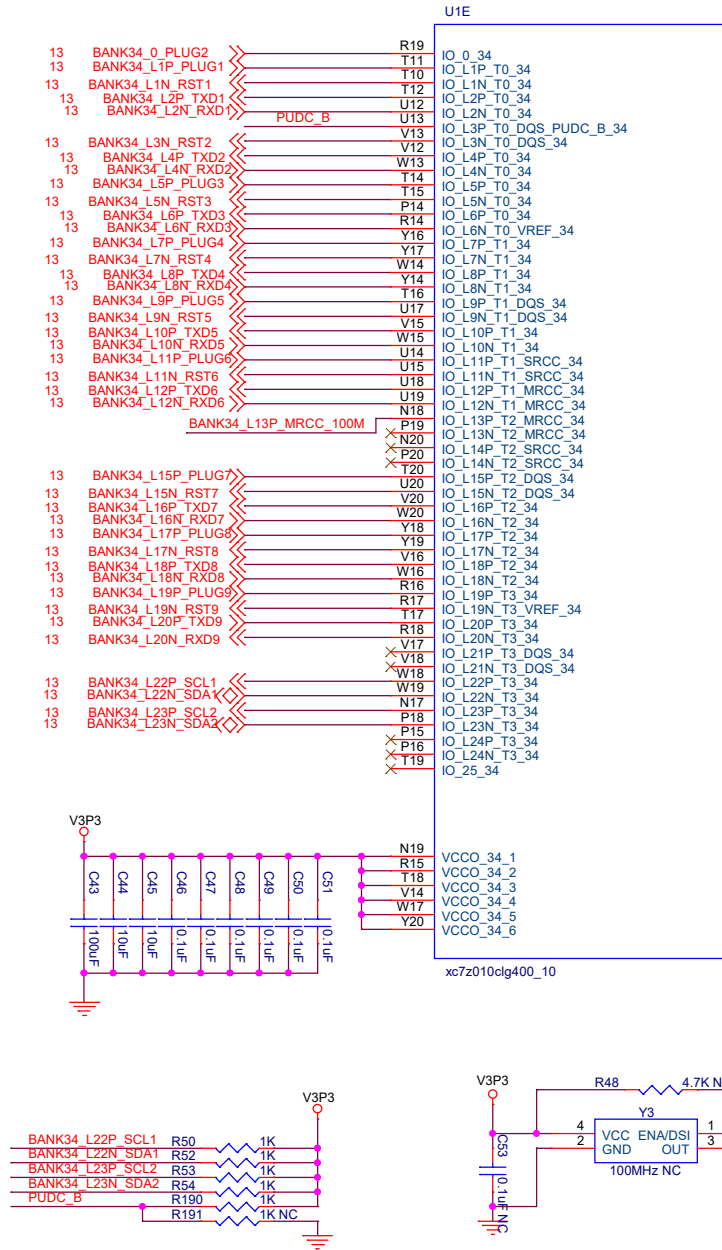 U1E
13 BANK34_0_PLUG2 R19 IO_0_34
13 BANK34_L1P_PLUG1 T11 IO_L1P_T0_34
13 BANK34_L1N_RST1 T10 IO_L1N_T0_34
13 BANK34_L2P_TXD1 T12 IO_L2P_T0_34
13 BANK34_L2N_RXD1 U12 IO_L2N_T0_34
PUDC_B U13 IO_L3P_T0_DQS_PUDC_B_34
13 BANK34_L3N_RST2 V13 IO_L3N_T0_DQS_34
13 BANK34_L4P_TXD2 V12 IO_L4P_T0_34
13 BANK34_L4N_RXD2 W13 IO_L4N_T0_34
13 BANK34_L5P_PLUG3 T14 IO_L5P_T0_34
13 BANK34_L5N_RST3 T15 IO_L5N_T0_34
13 BANK34_L6P_TXD3 P14 IO_L6P_T0_34
13 BANK34_L6N_RXD3 R14 IO_L6N_T0_VREF_34
13 BANK34_L7P_PLUG4 Y16 IO_L7P_T1_34
13 BANK34_L7N_RST4 Y17 IO_L7N_T1_34
13 BANK34_L8P_TXD4 W14 IO_L8P_T1_34
13 BANK34_L8N_RXD4 Y14 IO_L8N_T1_34
13 BANK34_L9P_PLUG5 T16 IO_L9P_T1_DQS_34
13 BANK34_L9N_RST5 U17 IO_L9N_T1_DQS_34
13 BANK34_L10P_TXD5 V15 IO_L10P_T1_34
13 BANK34_L10N_RXD5 W15 IO_L10N_T1_34
13 BANK34_L11P_PLUG6 U14 IO_L11P_T1_SRCC_34
13 BANK34_L11N_RST6 U15 IO_L11N_T1_SRCC_34
13 BANK34_L12P_TXD6 U18 IO_L12P_T1_MRCC_34
13 BANK34_L12N_RXD6 U19 IO_L12N_T1_MRCC_34
BANK34_L13P_MRCC_100M N18 IO_L13P_T2_MRCC_34
P19 IO_L13N_T2_MRCC_34
N20 IO_L14P_T2_SRCC_34
P20 IO_L14N_T2_SRCC_34
13 BANK34_L15P_PLUG7 T20 IO_L15P_T2_DQS_34
13 BANK34_L15N_RST7 U20 IO_L15N_T2_DQS_34
13 BANK34_L16P_TXD7 V20 IO_L16P_T2_34
13 BANK34_L16N_RXD7 W20 IO_L16N_T2_34
13 BANK34_L17P_PLUG8 Y18 IO_L17P_T2_34
13 BANK34_L17N_RST8 Y19 IO_L17N_T2_34
13 BANK34_L18P_TXD8 V16 IO_L18P_T2_34
13 BANK34_L18N_RXD8 W16 IO_L18N_T2_34
13 BANK34_L19P_PLUG9 R16 IO_L19P_T3_34
13 BANK34_L19N_RST9 R17 IO_L19N_T3_VREF_34
13 BANK34_L20P_TXD9 T17 IO_L20P_T3_34
13 BANK34_L20N_RXD9 R18 IO_L20N_T3_34
V17 IO_L21P_T3_DQS_34
V18 IO_L21N_T3_DQS_34
13 BANK34_L22P_SCL1 W18 IO_L22P_T3_34
13 BANK34_L22N_SDA1 W19 IO_L22N_T3_34
13 BANK34_L23P_SCL2 N17 IO_L23P_T3_34
13 BANK34_L23N_SDA2 P18 IO_L23N_T3_34
P15 IO_L24P_T3_34
P16 IO_L24N_T3_34
T19 IO_25_34
V3P3
N19 VCCO_34_1
R15 VCCO_34_2
T18 VCCO_34_3
V14 VCCO_34_4
W17 VCCO_34_5
Y20 VCCO_34_6
C43 C44 C45 C46 C47 C48 C49 C50 C51
100uF 10uF 10uF 0.1uF 0.1uF 0.1uF 0.1uF 0.1uF 0.1uF
xc7z010clg400_10
V3P3
BANK34_L22P_SCL1 R50 1K
BANK34_L22N_SDA1 R52 1K
BANK34_L23P_SCL2 R53 1K
BANK34_L23N_SDA2 R54 1K
PUDC_B R190 1K
R191 1K NC
V3P3
R48 4.7K N
Y3
4 VCC ENA/DSI 1
2 GND OUT 3
100MHz NC
C53
0.1uF NC